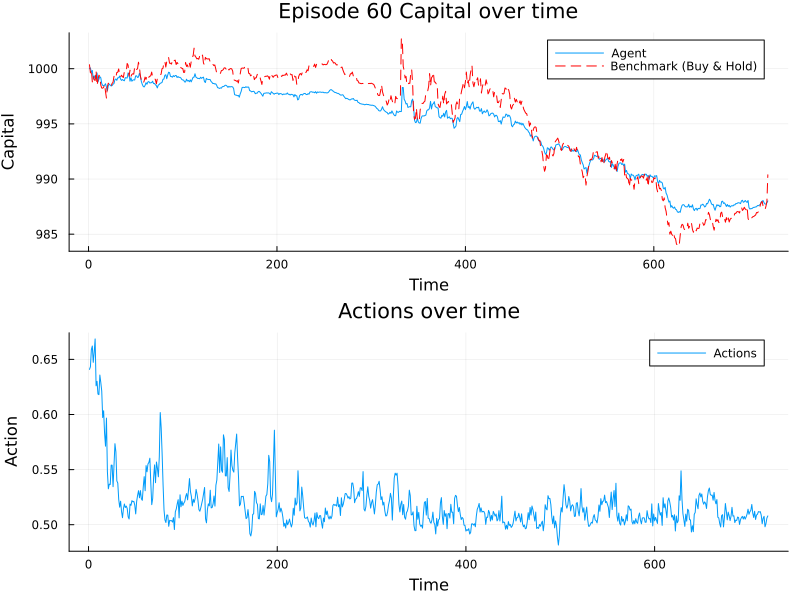 Episode 60 Capital over time
Agent
Benchmark (Buy & Hold)
Capital
1000
995
990
985
0
200
400
600
Time
Actions over time
Actions
Action
0.65
0.60
0.55
0.50
0
200
400
600
Time